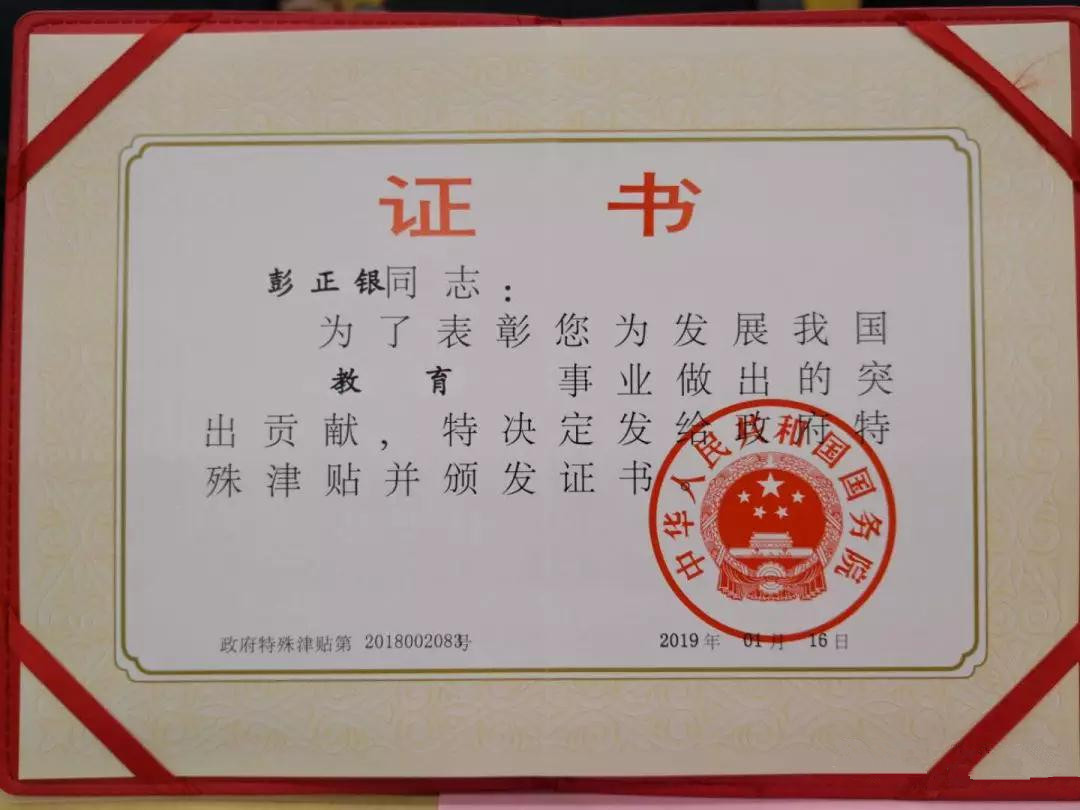 证书
彭正银同志：
为了表彰您为发展我国
教育事业做出的突
出贡献，特决定发给政府特
殊津贴并颁发证书
中华人民共和国国务院
政府特殊津贴第 2018002083号
2019年 01月 16日